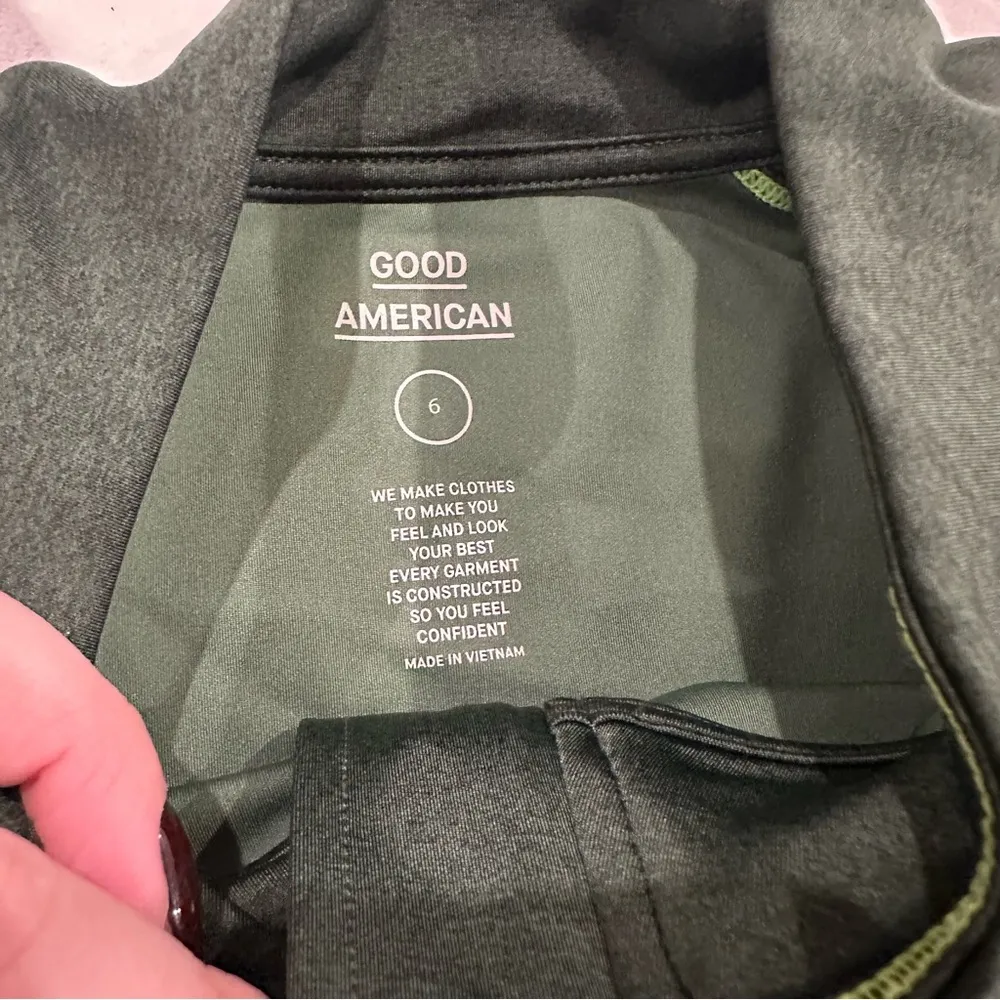 GOOD
AMERICAN
6
WE MAKE CLOTHES
TO MAKE YOU
FEEL AND LOOK
YOUR BEST
EVERY GARMENT
IS CONSTRUCTED
SO YOU FEEL
CONFIDENT
MADE IN VIETNAM